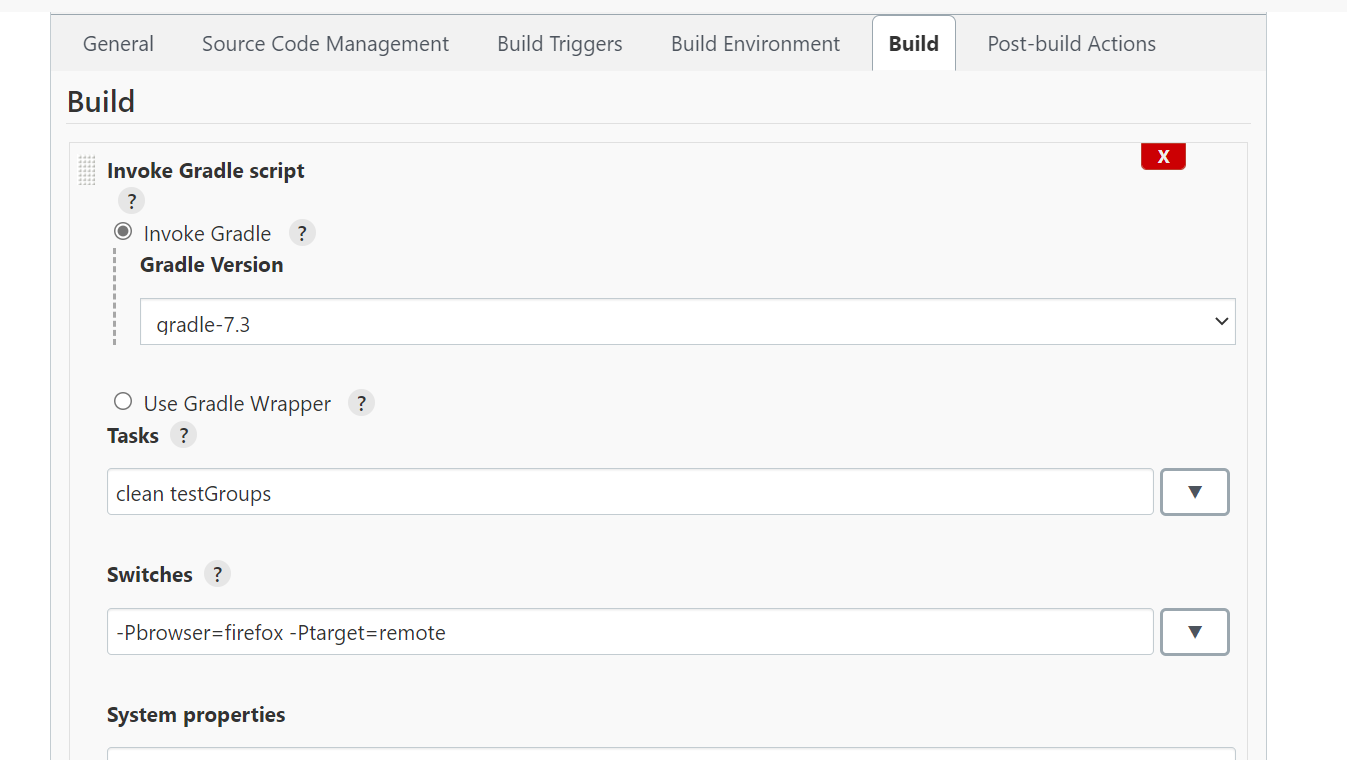 General Source Code Management Build Triggers Build Environment Build Post-build Actions
Build
Invoke Gradle script
X
?
Invoke Gradle ?
Gradle Version
gradle-7.3
Use Gradle Wrapper ?
Tasks ?
clean testGroups ▼
Switches ?
-Pbrowser=firefox -Ptarget=remote ▼
System properties